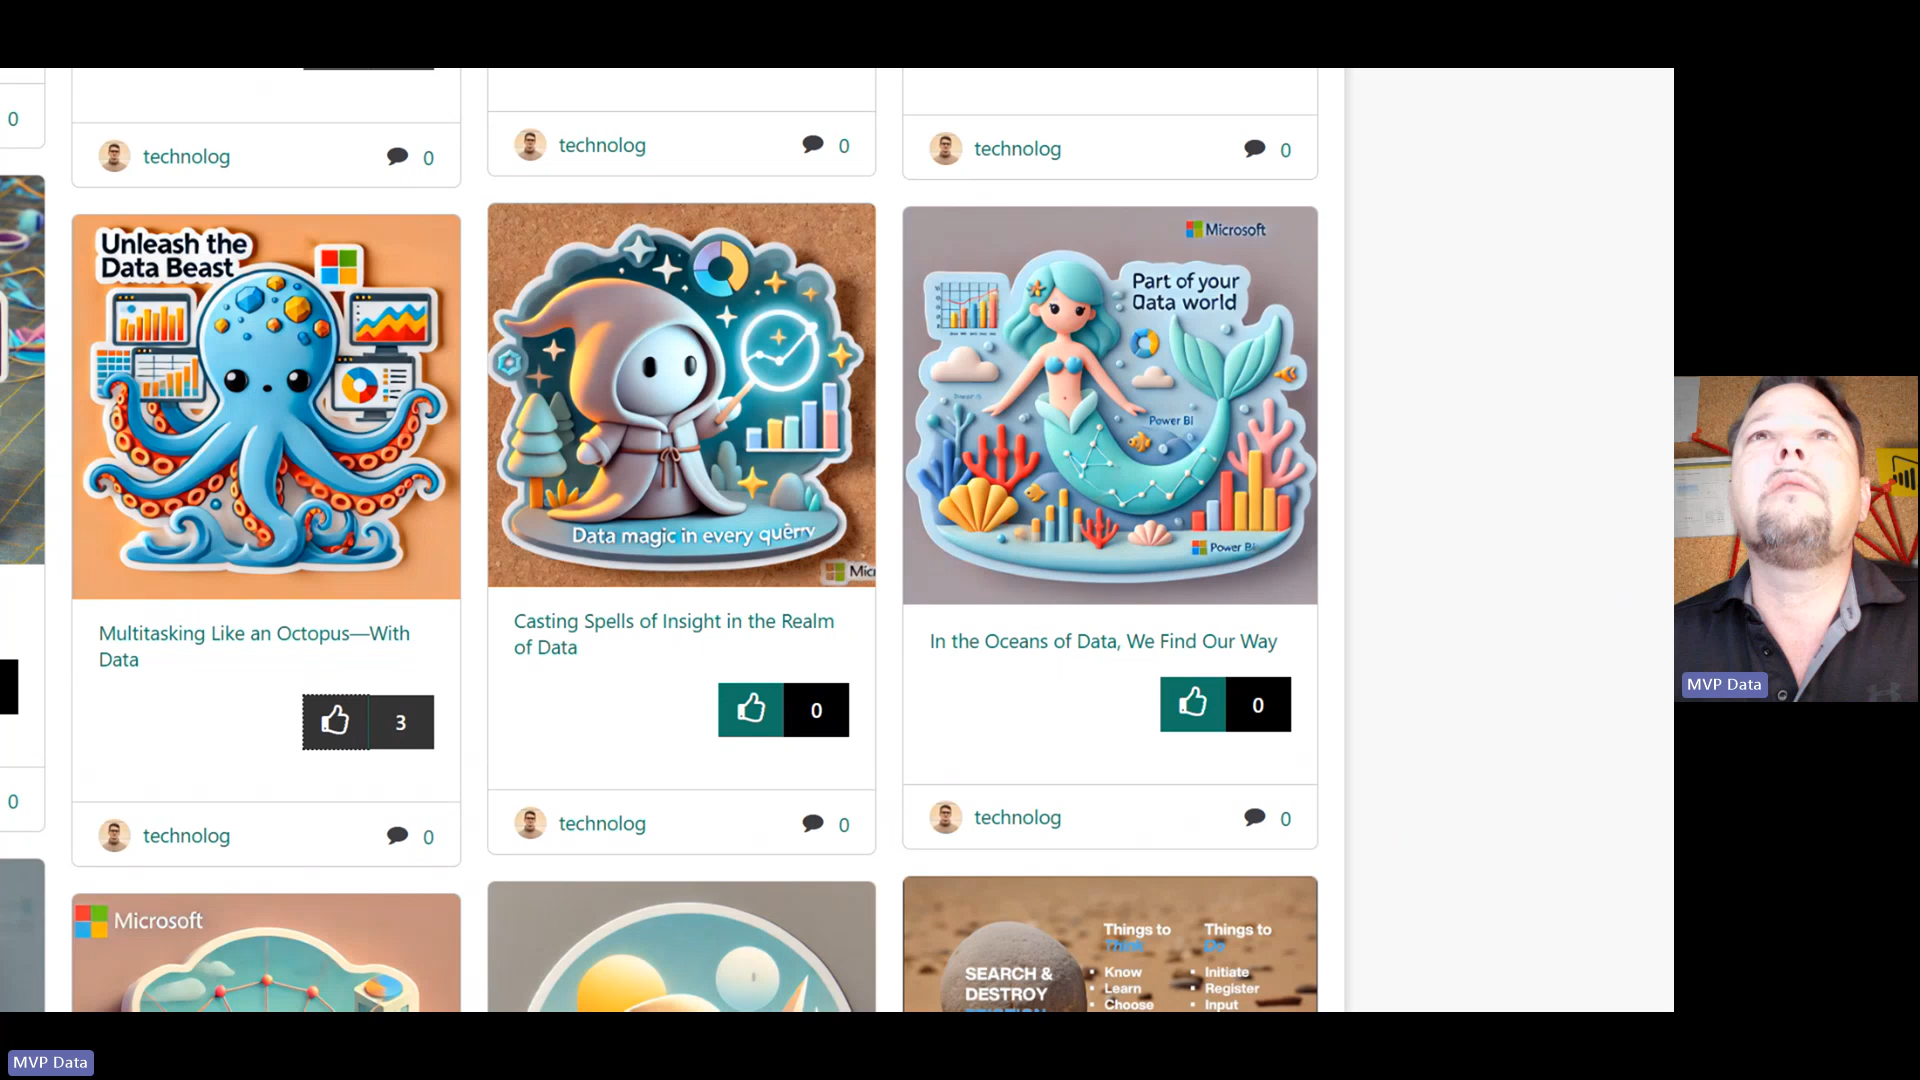 0
technolog 0
technolog 0
technolog 0
Unleash the
Data Beast
Multitasking Like an Octopus—With
Data
3
technolog 0
Data magic in every quêrry
Micr
Casting Spells of Insight in the Realm
of Data
0
technolog 0
Microsoft
Part of your
Data world
Power BI
Power BI
In the Oceans of Data, We Find Our Way
0
technolog 0
0
Microsoft
SEARCH &
DESTROY
Things to
Think
Know
Learn
Choose
Things to
Do
Initiate
Register
Input
MVP Data
MVP Data